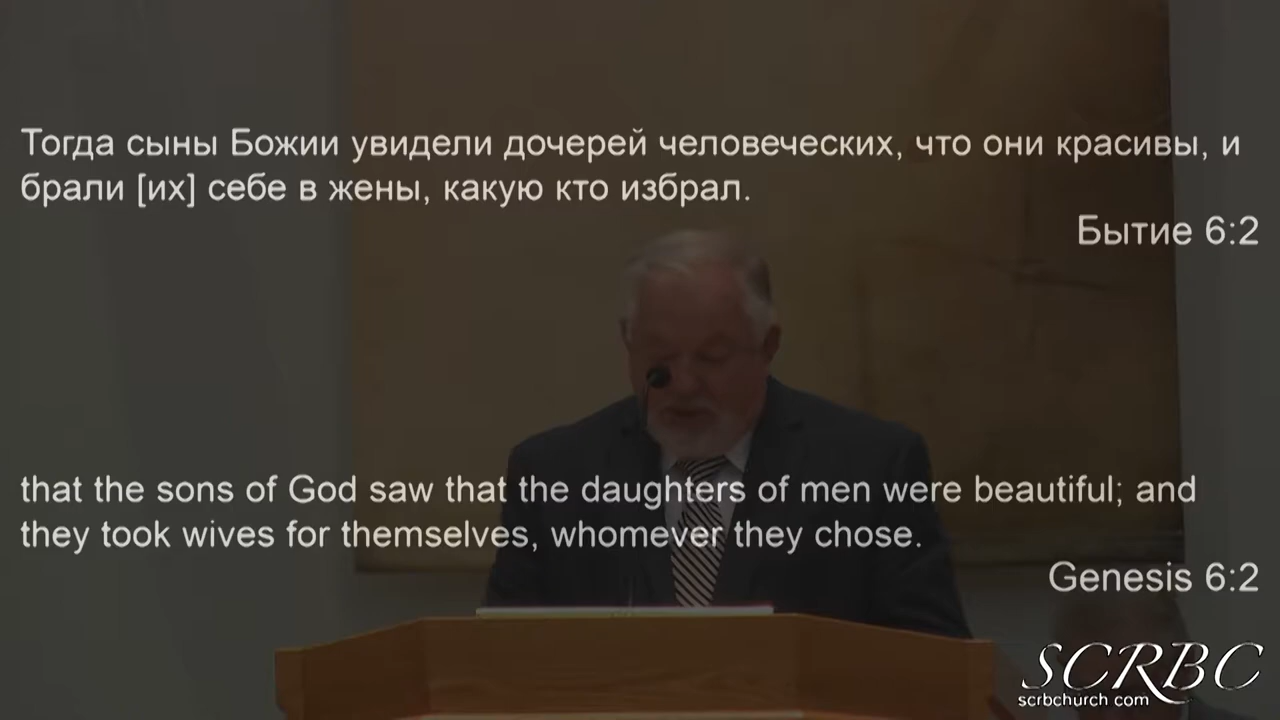 Тогда сыны Божии увидели дочерей человеческих, что они красивы, и
брали [их] себе в жены, какую кто избрал.
Бытие 6:2
that the sons of God saw that the daughters of men were beautiful; and
they took wives for themselves, whomever they chose.
Genesis 6:2
SCRBC
scrbchurch com